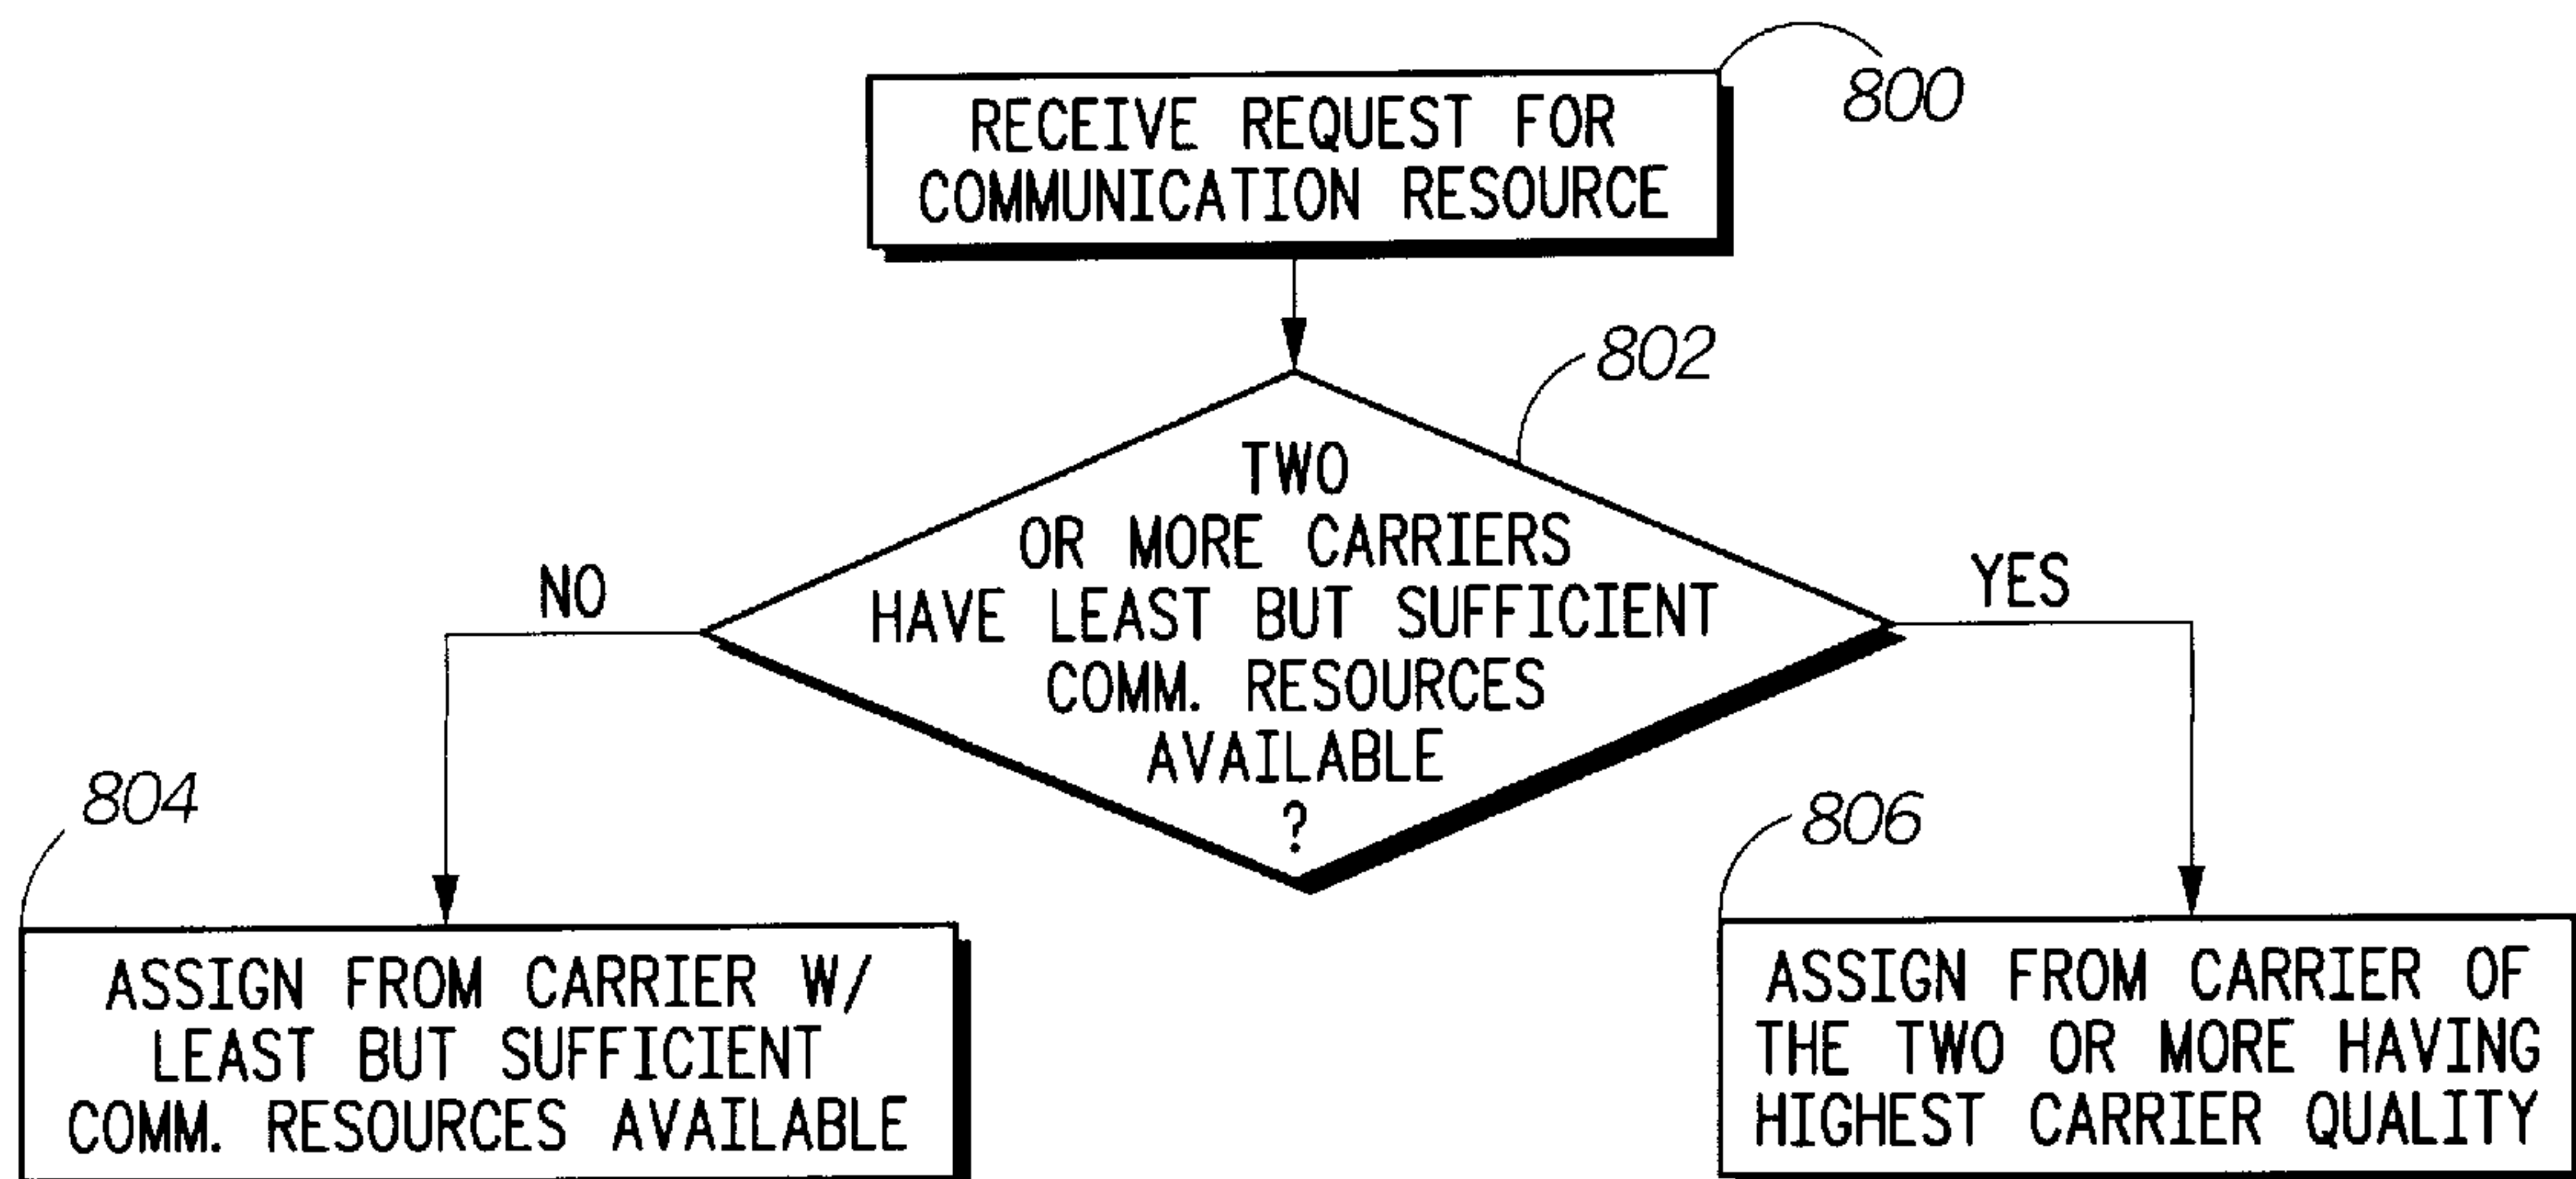 800
RECEIVE REQUEST FOR
COMMUNICATION RESOURCE
802
TWO
OR MORE CARRIERS
HAVE LEAST BUT SUFFICIENT
COMM. RESOURCES
AVAILABLE
?
NO
YES
804
ASSIGN FROM CARRIER W/
LEAST BUT SUFFICIENT
COMM. RESOURCES AVAILABLE
806
ASSIGN FROM CARRIER OF
THE TWO OR MORE HAVING
HIGHEST CARRIER QUALITY